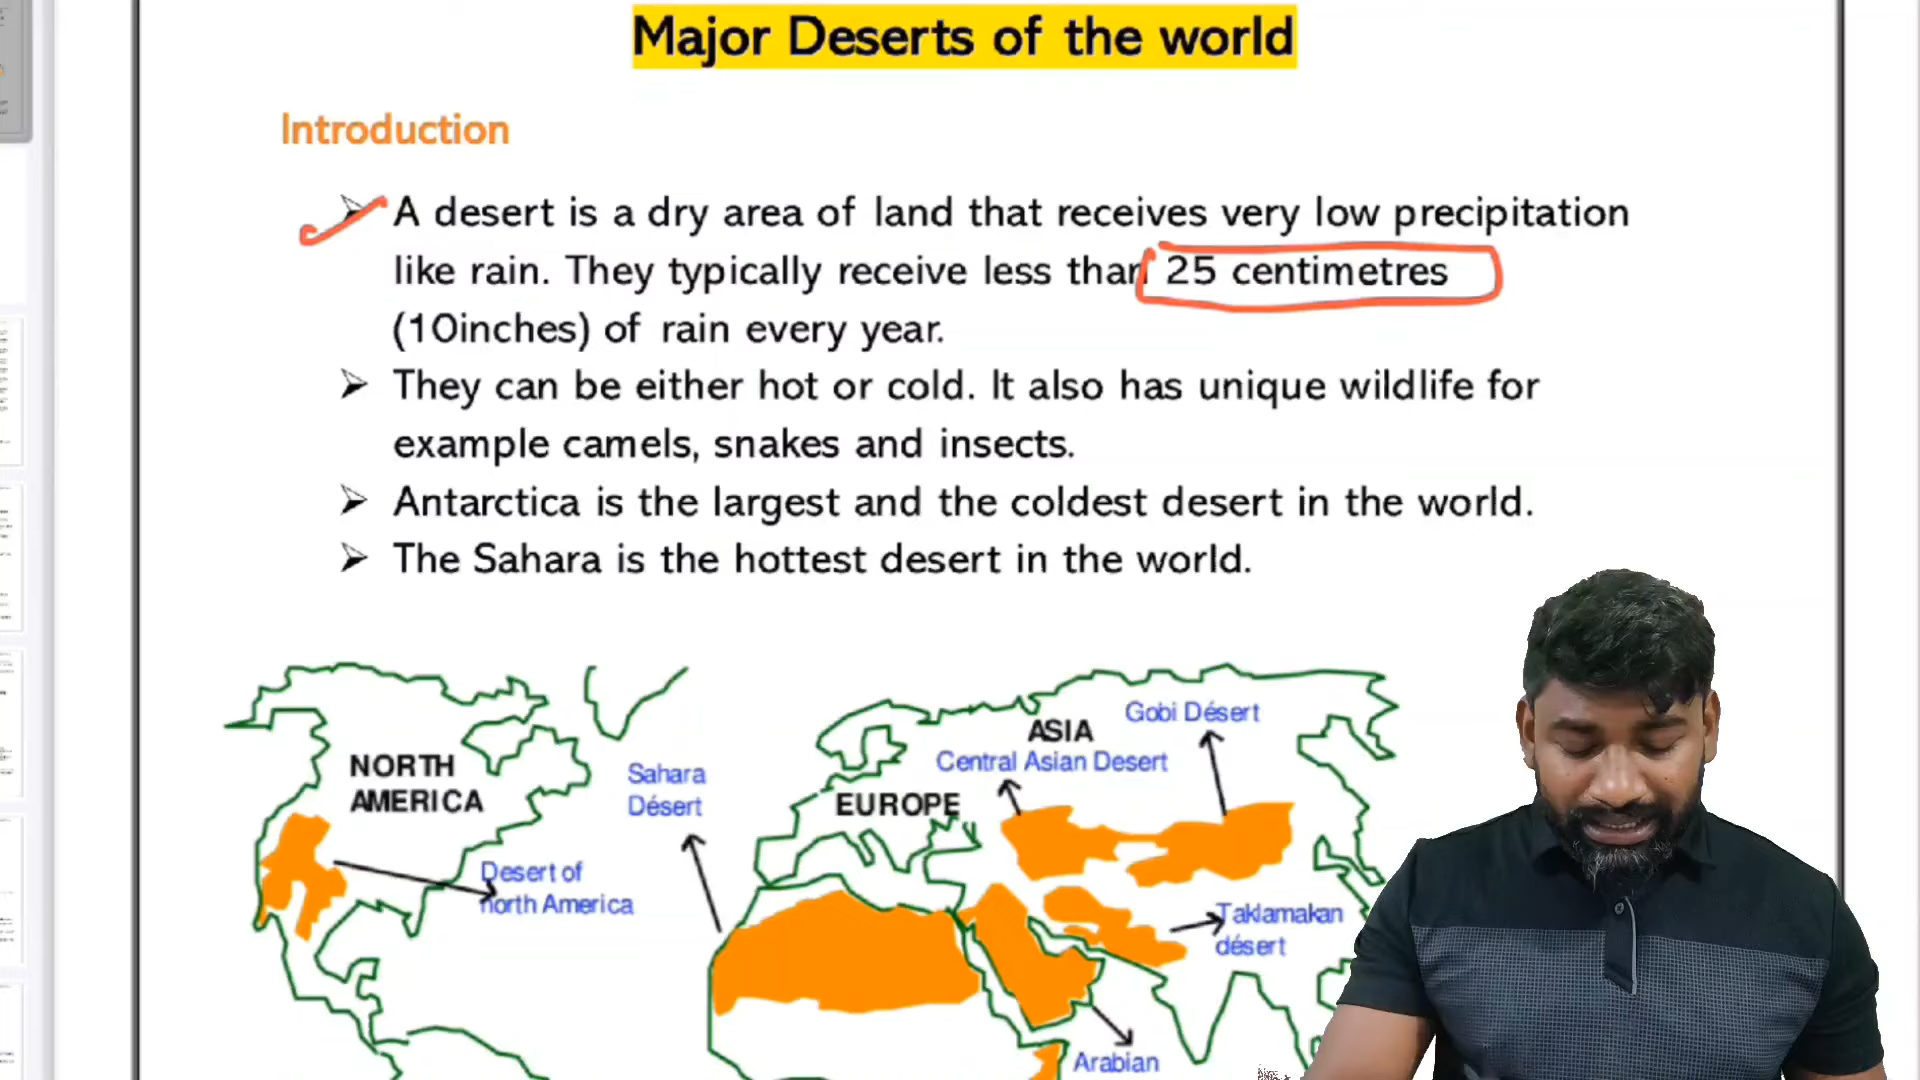 Major Deserts of the world
Introduction
A desert is a dry area of land that receives very low precipitation
like rain. They typically receive less than 25 centimetres
(10inches) of rain every year.
They can be either hot or cold. It also has unique wildlife for
example camels, snakes and insects.
Antarctica is the largest and the coldest desert in the world.
The Sahara is the hottest desert in the world.
NORTH
AMERICA
Desert of
north America
Sahara
Désert
EUROPE
ASIA
Central Asian Desert
Gobi Désert
Taklamakan
désert
Arabian